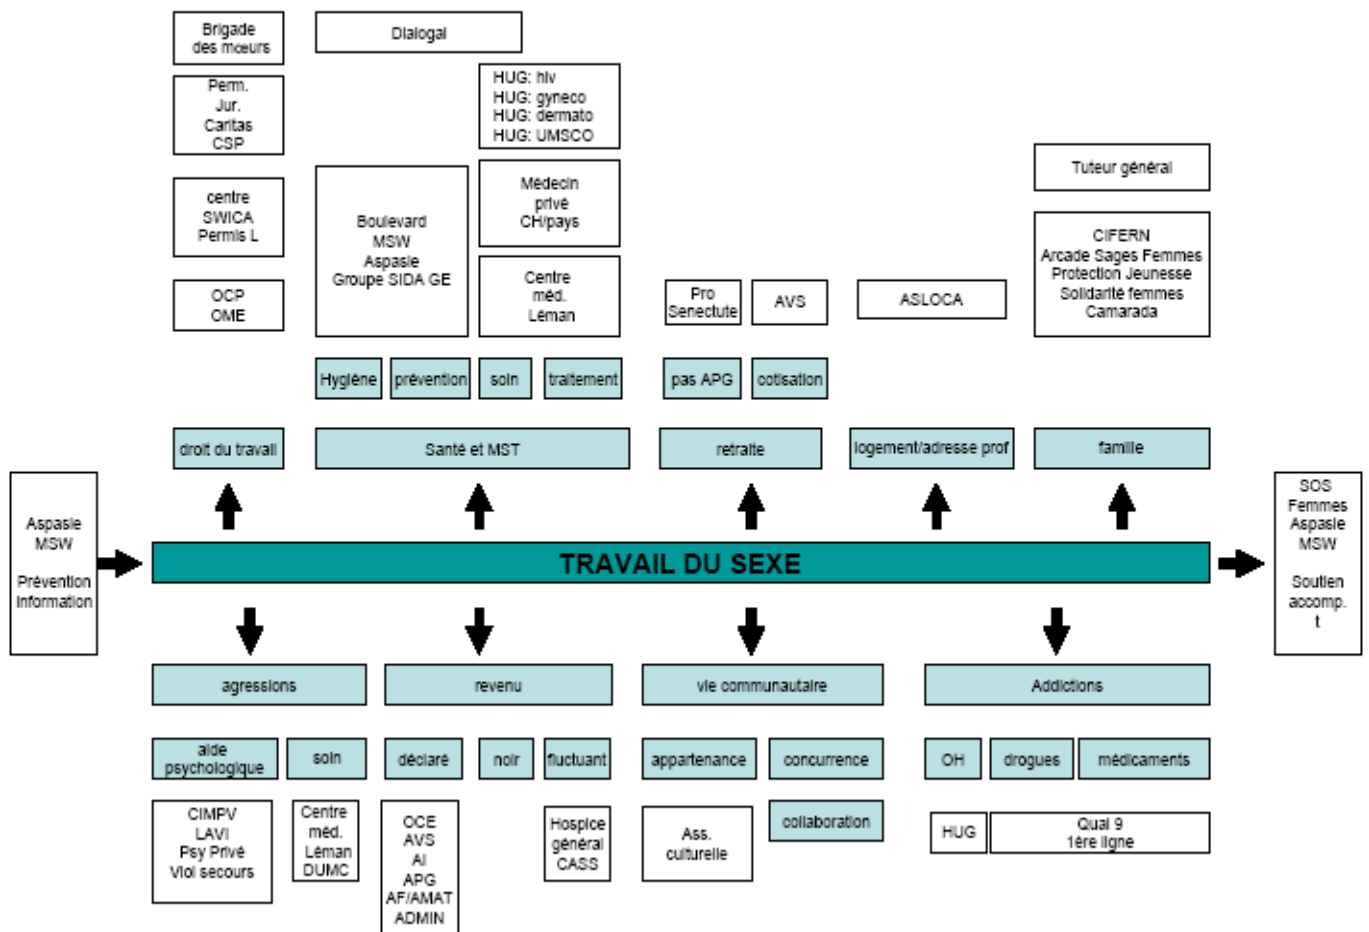 Brigade
des mœurs
Dialogai
Perm.
Jur.
Caritas
CSP
HUG: hiv
HUG: gyneco
HUG: dermato
HUG: UMSCO
Tuteur général
centre
SWICA
Permis L
Boulevard
MSW
Aspasie
Groupe SIDA GE
Médecin
privé
CH/pays
CIFERN
Arcade Sages Femmes
Protection Jeunesse
Solidarité femmes
Camarada
OCP
OME
Centre
méd.
Léman
Pro
Senectute
AVS
ASLOCA
Hygiène
prévention
soin
traitement
pas APG
cotisation
droit du travail
Santé et MST
retraite
logement/adresse prof
famille
Aspasie
MSW
Prévention
Information
TRAVAIL DU SEXE
SOS
Femmes
Aspasie
MSW
Soutien
accomp.
t
agressions
revenu
vie communautaire
Addictions
aide
psychologique
soin
déclaré
noir
fluctuant
appartenance
concurrence
OH
drogues
médicaments
CIMPV
LAVI
Psy Privé
Viol secours
Centre
méd.
Léman
DUMC
OCE
AVS
AI
APG
AF/AMAT
ADMIN
Hospice
général
CASS
Ass.
culturelle
collaboration
HUG
Quai 9
1ère ligne